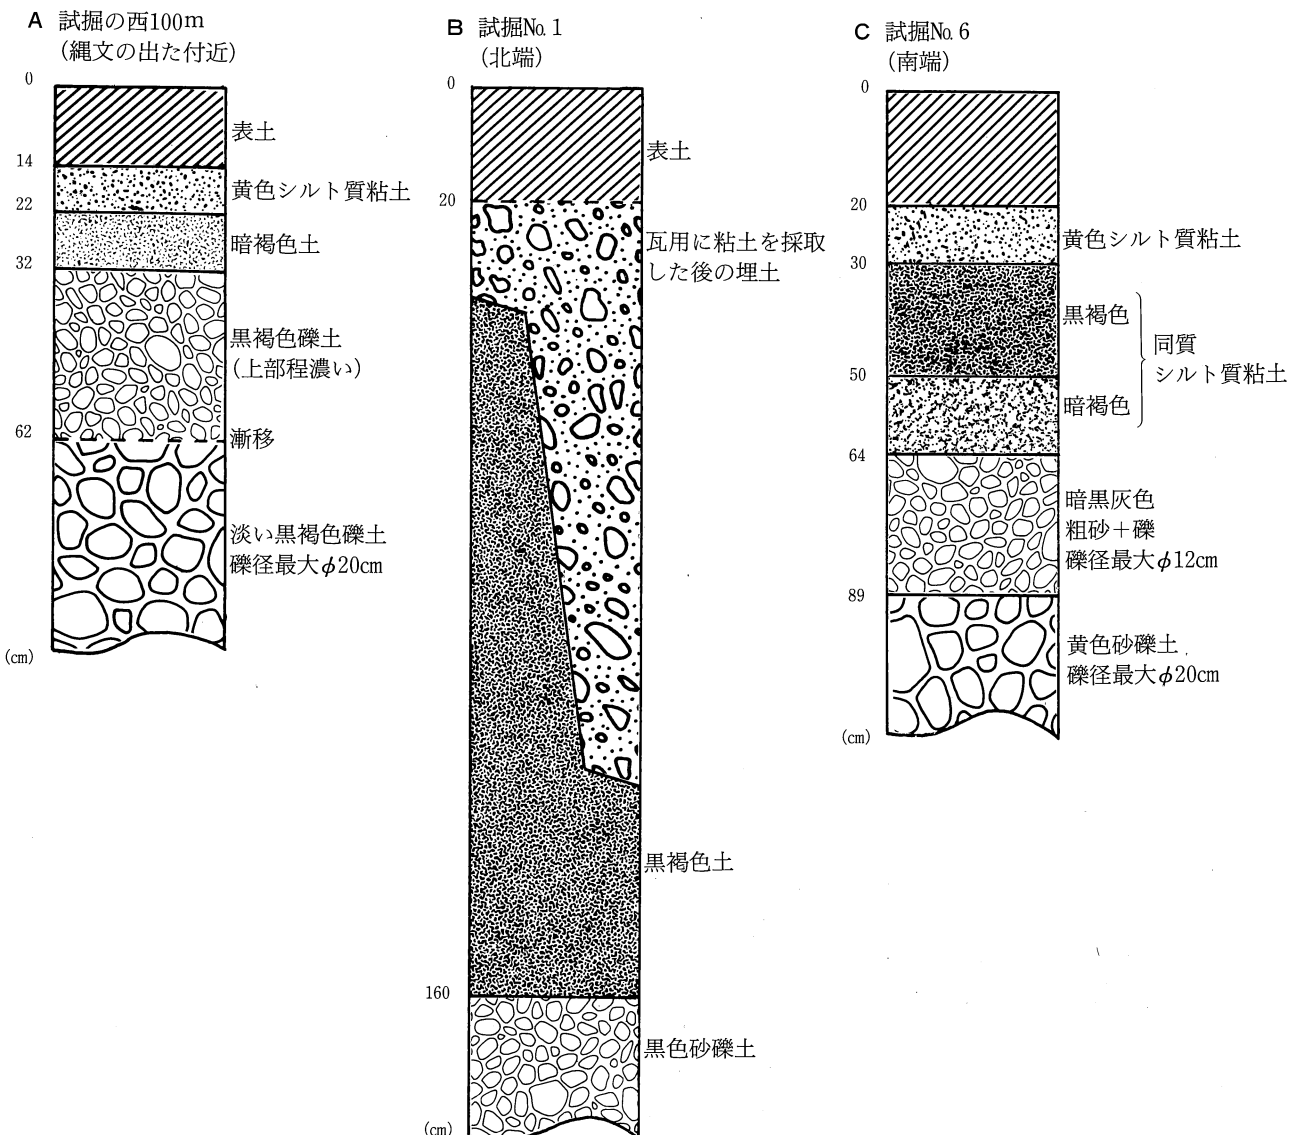 A 試掘の西100m
(縄文の出た付近)
0
表土
14
黄色シルト質粘土
22
暗褐色土
32
黒褐色礫土
(上部程濃い)
62
漸移
淡い黒褐色礫土
礫径最大φ20cm
(cm)
B 試掘№1
(北端)
0
表土
20
瓦用に粘土を採取
した後の埋土
黒褐色土
160
黒色砂礫土
(cm)
C 試掘№6
(南端)
0
20
黄色シルト質粘土
30
黒褐色
同質
シルト質粘土
50
暗褐色
64
暗黒灰色
粗砂+礫
礫径最大φ12cm
89
黄色砂礫土
礫径最大φ20cm
(cm)